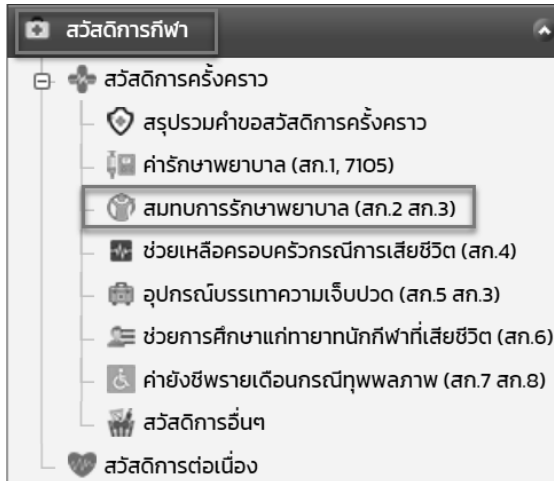 สวัสดิการกีฬา
สวัสดิการครั้งคราว
สรุปรวมคำขอสวัสดิการครั้งคราว
ค่ารักษาพยาบาล (สก.1, 7105)
สมทบการรักษาพยาบาล (สก.2 สก.3)
ช่วยเหลือครอบครัวกรณีการเสียชีวิต (สก.4)
อุปกรณ์บรรเทาความเจ็บปวด (สก.5 สก.3)
ช่วยการศึกษาแก่ทายาทนักกีฬาที่เสียชีวิต (สก.6)
ค่ายังชีพรายเดือนกรณีทุพพลภาพ (สก.7 สก.8)
สวัสดิการอื่นๆ
สวัสดิการต่อเนื่อง